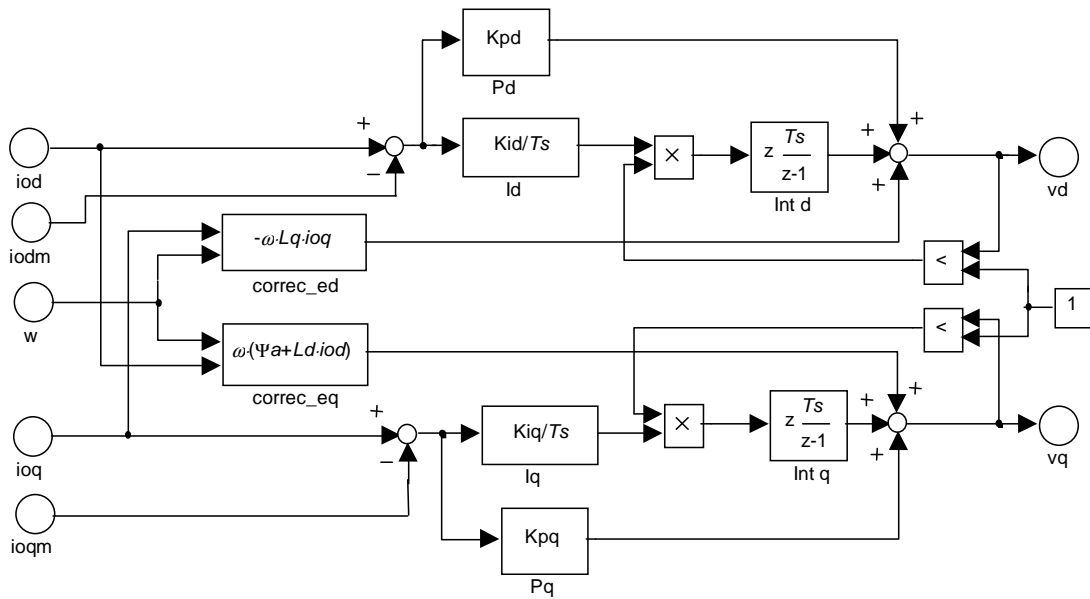 Kpd
Pd
+
+
iod
−
Kid/Ts
Id
×
z Ts
z-1
Int d
+
+
vd
iodm
-ω·Lq·ioq
correc_ed
<
w
1
ω·(Ψa+Ld·iod)
correc_eq
<
+
ioq
−
Kiq/Ts
Iq
×
z Ts
z-1
Int q
+
+
+
vq
ioqm
Kpq
Pq